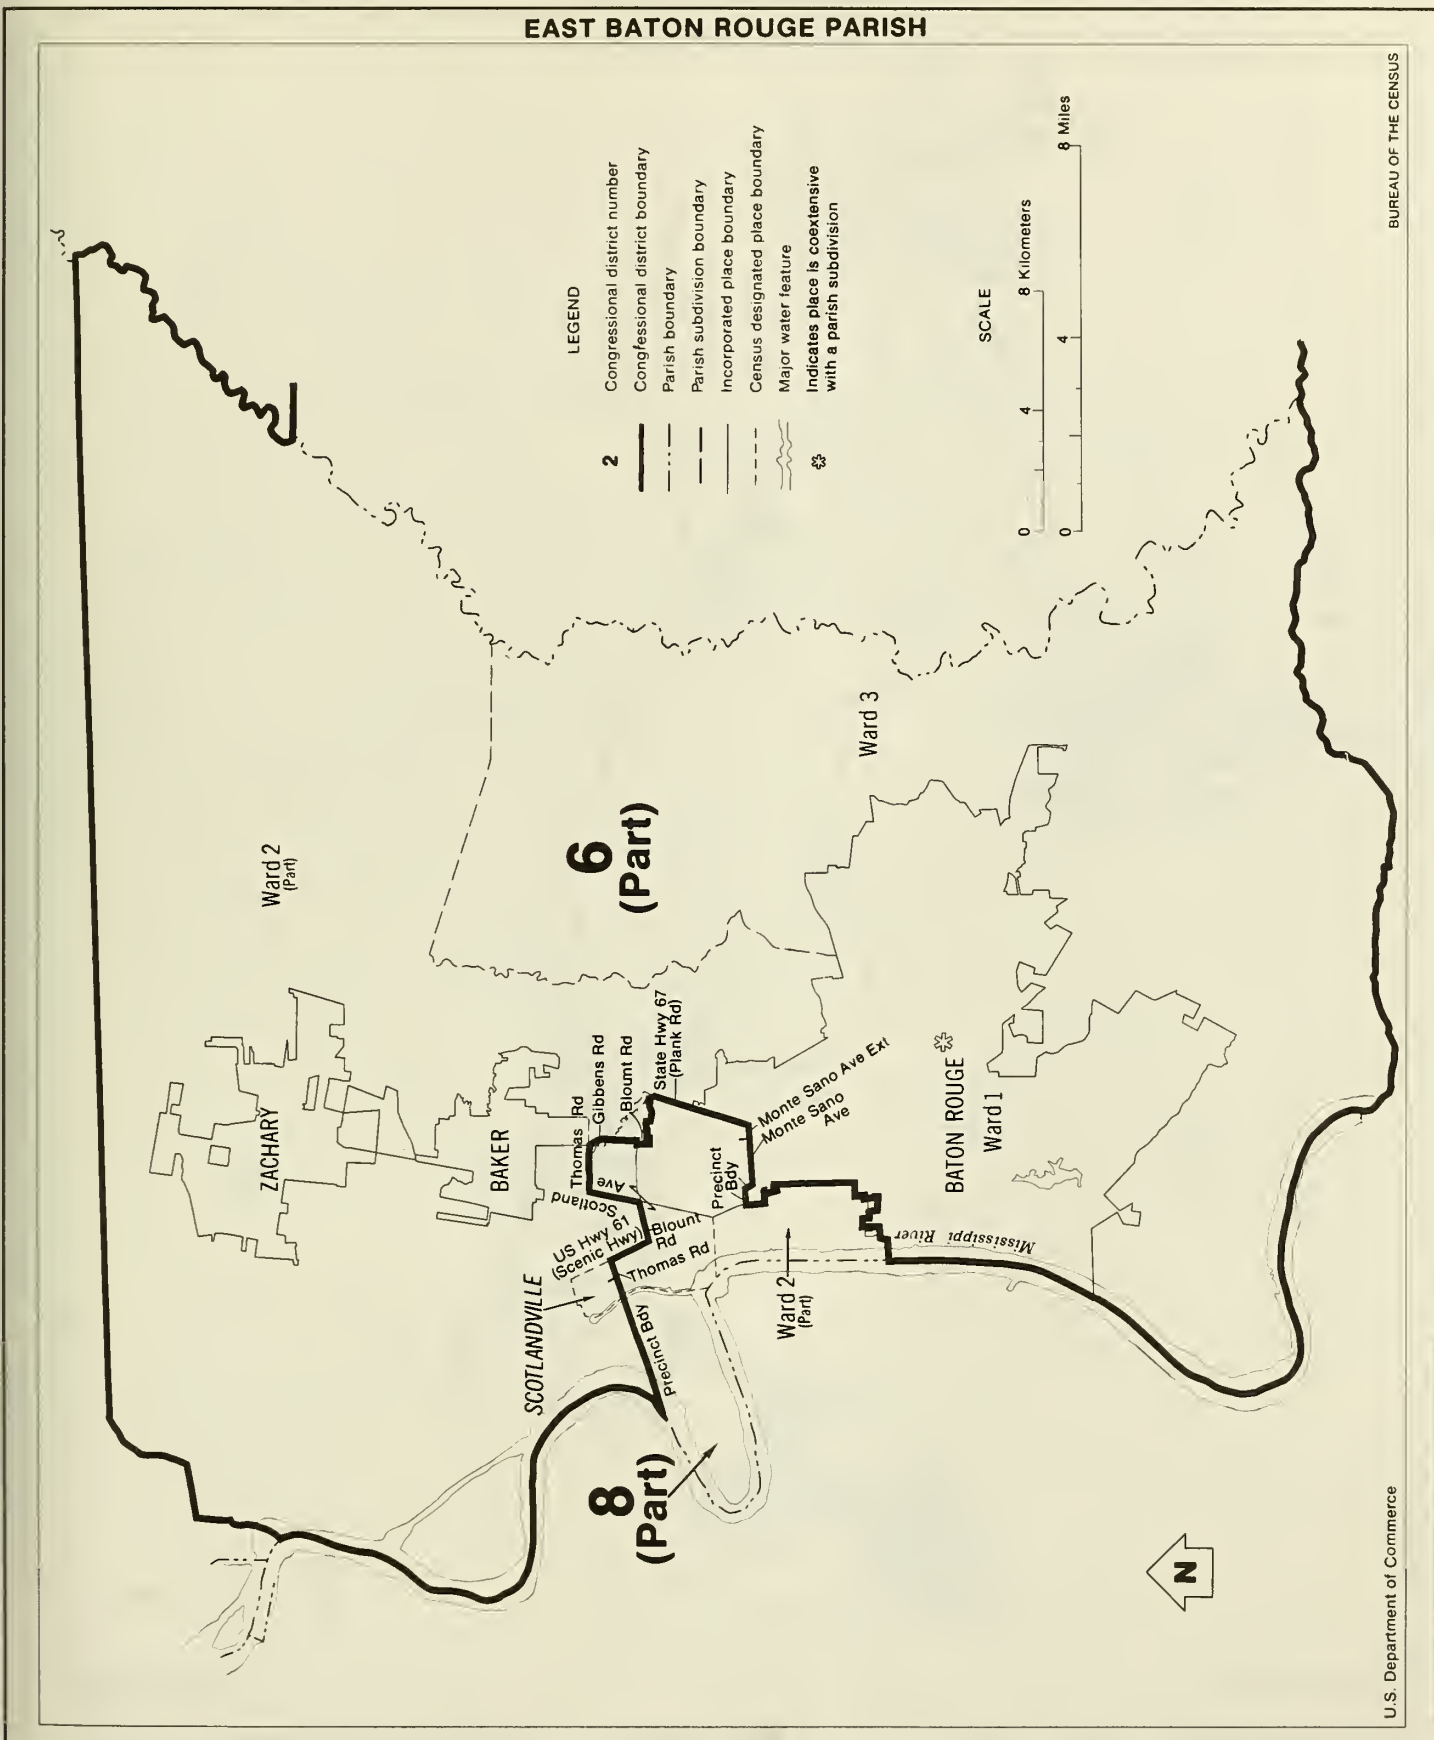 EAST BATON ROUGE PARISH
LEGEND
2 Congressional district number
Congressional district boundary
Parish boundary
Parish subdivision boundary
Incorporated place boundary
Census designated place boundary
Major water feature
Indicates place is coextensive
with a parish subdivision
SCALE
0 4 8 Kilometers
0 4 8 Miles
Ward 2
(Part)
ZACHARY
BAKER
6
(Part)
Ward 3
Thomas Rd
Gibbens Rd
Blount Rd
State Hwy 67
(Plank Rd)
Scotland
Ave
US Hwy 61
(Scenic Hwy)
Blount
Rd
Thomas Rd
Precinct
Bdy
Monte Sano Ave Ext
Monte Sano
Ave
BATON ROUGE
Ward 1
SCOTLANDVILLE
Precinct Bdy
Ward 2
(Part)
Mississippi River
8
(Part)
N
U.S. Department of Commerce
BUREAU OF THE CENSUS